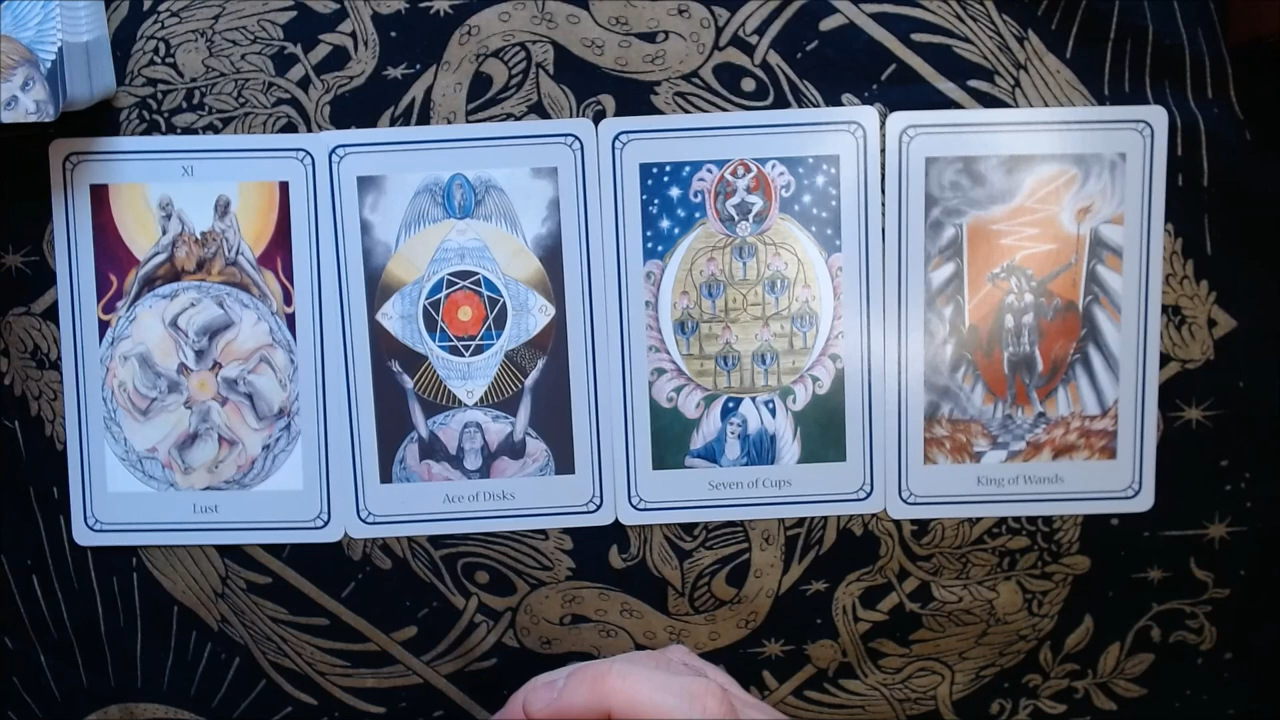 XI
Lust
Ace of Disks
Seven of Cups
King of Wands